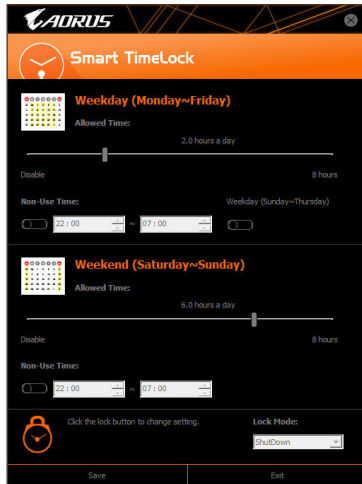 AORUS
Smart TimeLock
Weekday (Monday~Friday)
Allowed Time:
2.0 hours a day
Disable
8 hours
Non-Use Time:
Weekday (Sunday~Thursday)
22 : 00 ~ 07 : 00
Weekend (Saturday~Sunday)
Allowed Time:
6.0 hours a day
Disable
8 hours
Non-Use Time:
22 : 00 ~ 07 : 00
Click the lock button to change setting.
Lock Mode:
ShutDown
Save
Exit